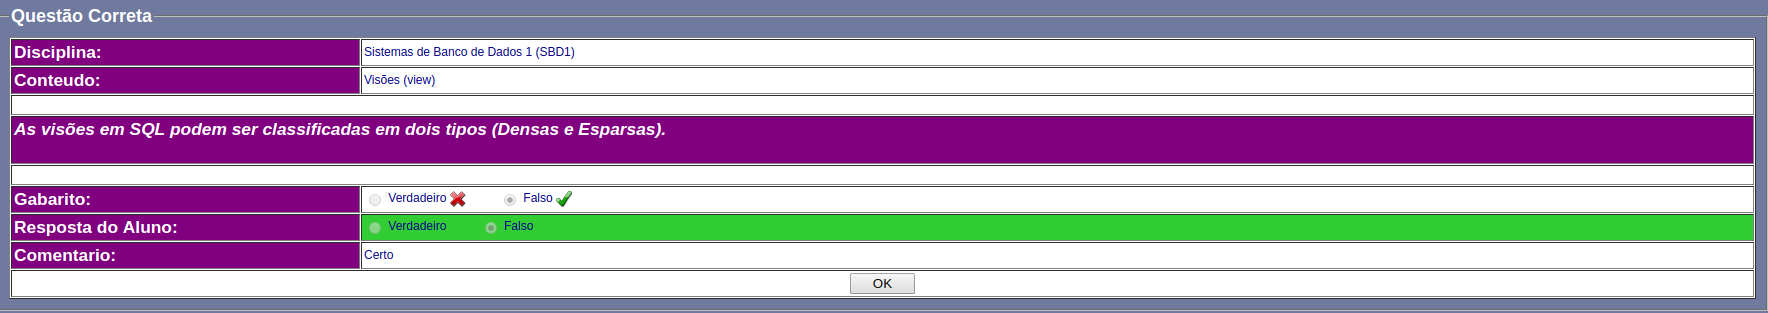 Questão Correta
Disciplina: Sistemas de Banco de Dados 1 (SBD1)
Conteudo: Visões (view)
As visões em SQL podem ser classificadas em dois tipos (Densas e Esparsas).
Gabarito: Verdadeiro Falso
Resposta do Aluno: Verdadeiro Falso
Comentario: Certo
OK